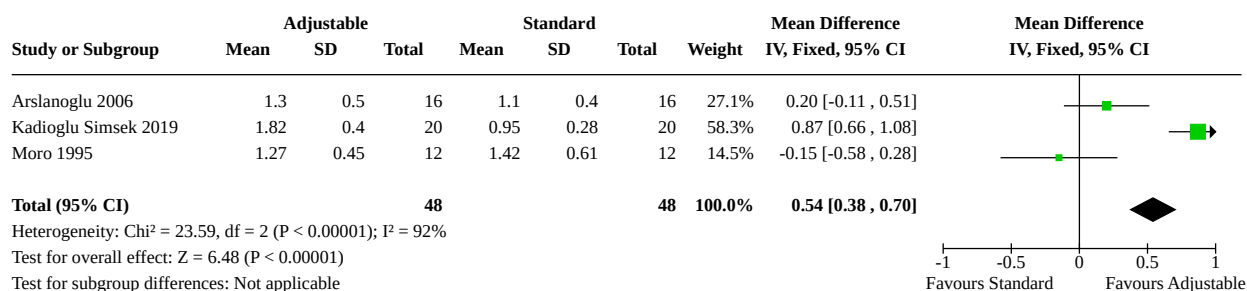 Adjustable Standard Mean Difference Mean Difference
Study or Subgroup Mean SD Total Mean SD Total Weight IV, Fixed, 95% CI IV, Fixed, 95% CI
Arslanoglu 2006 1.3 0.5 16 1.1 0.4 16 27.1% 0.20 [-0.11 , 0.51]
Kadioglu Simsek 2019 1.82 0.4 20 0.95 0.28 20 58.3% 0.87 [0.66 , 1.08]
Moro 1995 1.27 0.45 12 1.42 0.61 12 14.5% -0.15 [-0.58 , 0.28]
Total (95% CI) 48 48 100.0% 0.54 [0.38 , 0.70]
Heterogeneity: Chi² = 23.59, df = 2 (P < 0.00001); I² = 92%
Test for overall effect: Z = 6.48 (P < 0.00001)
-1 -0.5 0 0.5 1
Test for subgroup differences: Not applicable
Favours Standard Favours Adjustable